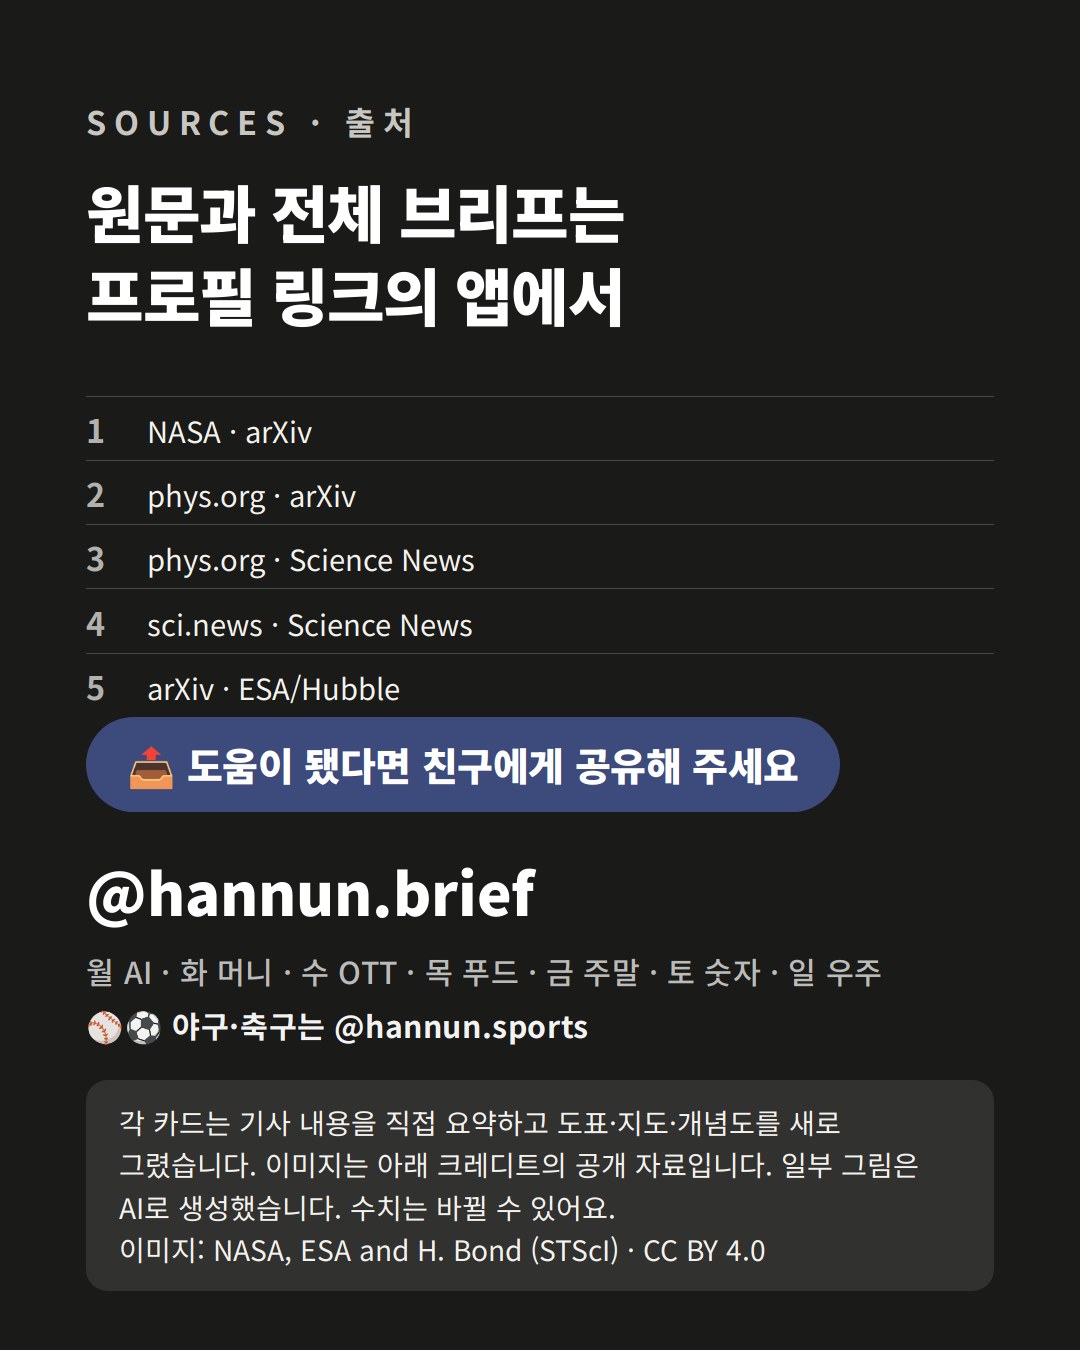 SOURCES · 출처
원문과 전체 브리프는
프로필 링크의 앱에서
1 NASA · arXiv
2 phys.org · arXiv
3 phys.org · Science News
4 sci.news · Science News
5 arXiv · ESA/Hubble
📤 도움이 됐다면 친구에게 공유해 주세요
@hannun.brief
월 AI · 화 머니 · 수 OTT · 목 푸드 · 금 주말 · 토 숫자 · 일 우주
⚾⚽ 야구·축구는 @hannun.sports
각 카드는 기사 내용을 직접 요약하고 도표·지도·개념도를 새로
그렸습니다. 이미지는 아래 크레디트의 공개 자료입니다. 일부 그림은
AI로 생성했습니다. 수치는 바뀔 수 있어요.
이미지: NASA, ESA and H. Bond (STScI) · CC BY 4.0